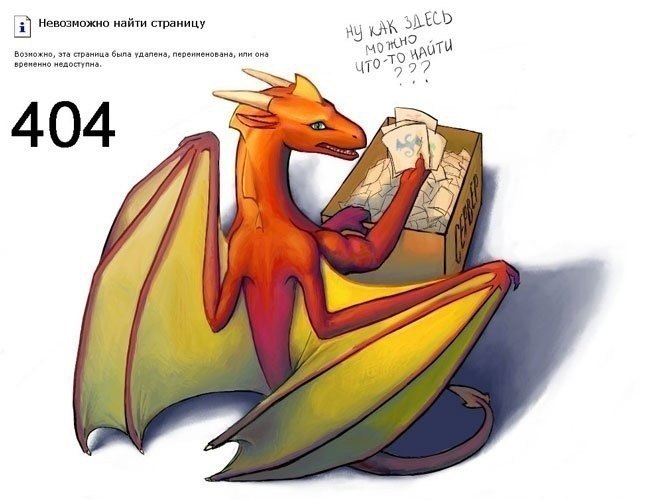 Невозможно найти страницу
Возможно, эта страница была удалена, переименована, или она
временно недоступна.
404
НУ КАК ЗДЕСЬ
МОЖНО
ЧТО-ТО НАЙТИ
???
СЕРВЕР